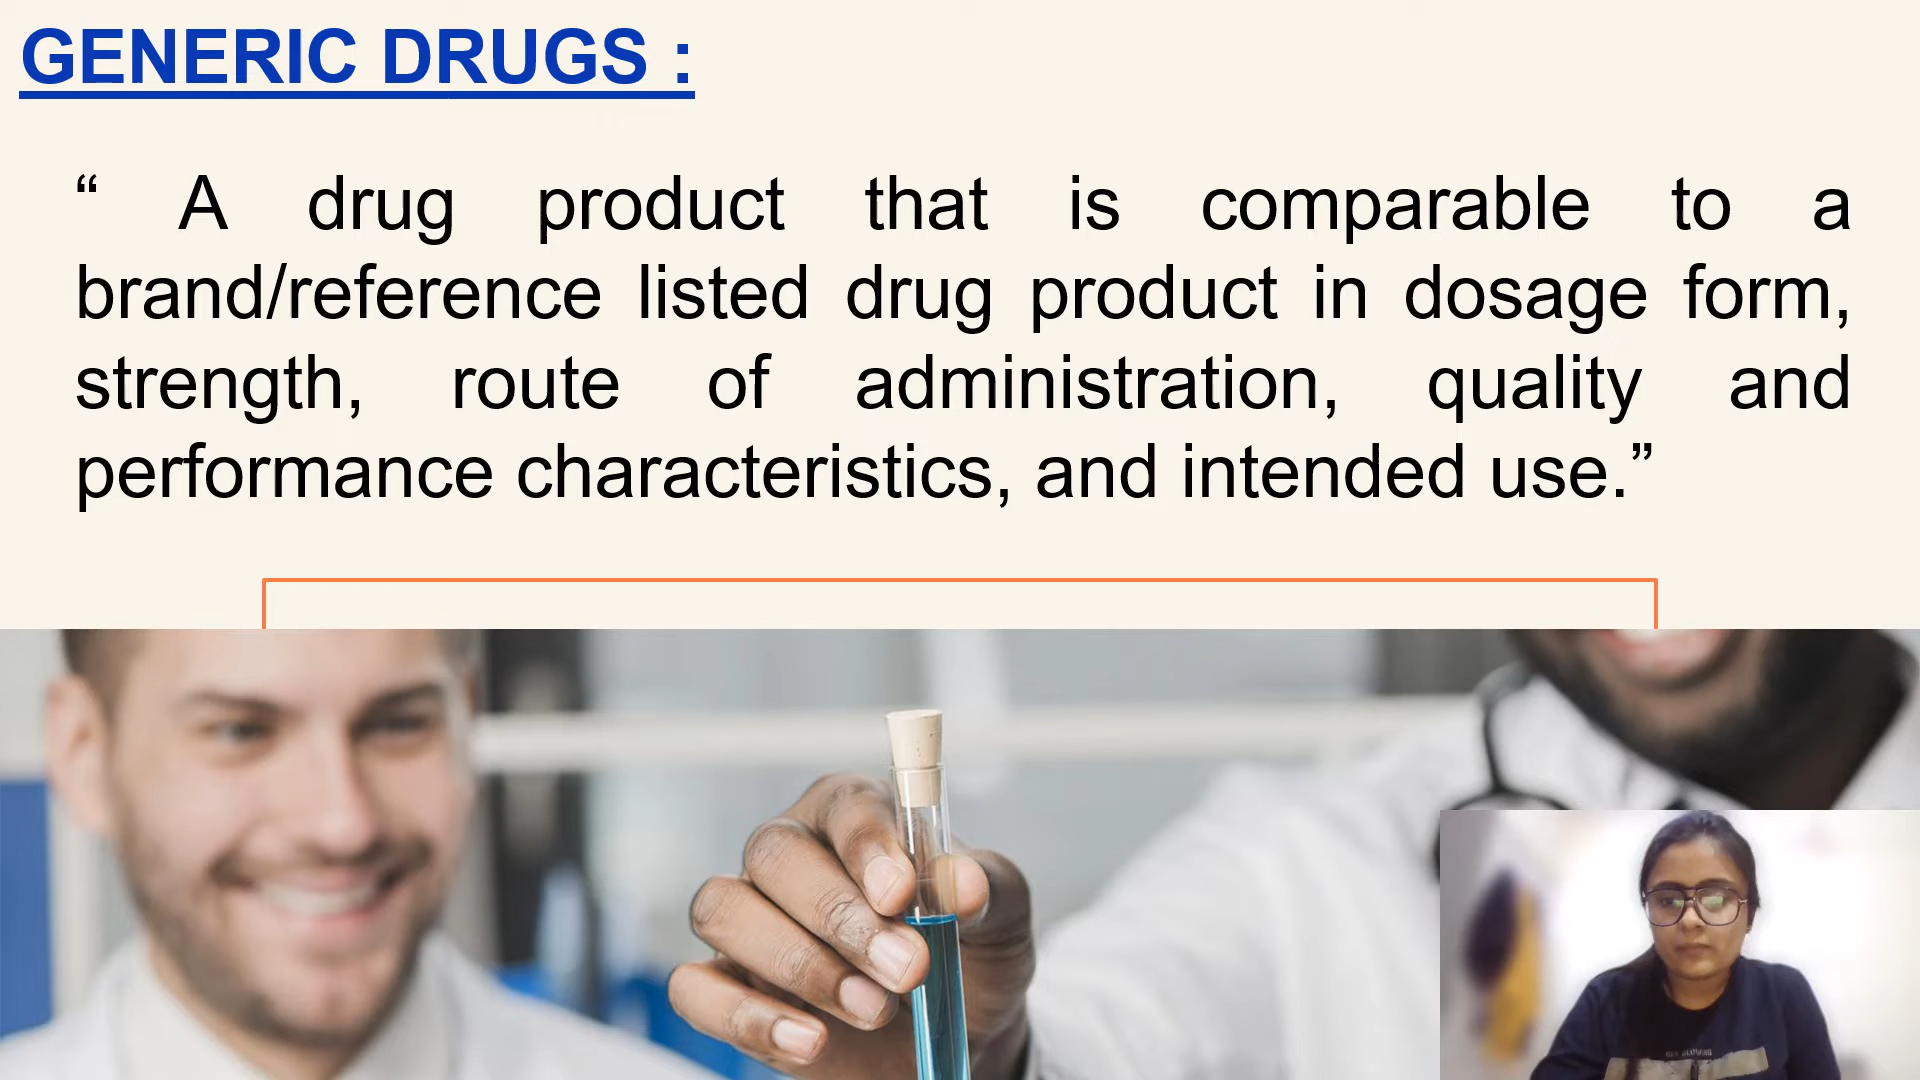 GENERIC DRUGS :
“ A drug product that is comparable to a
brand/reference listed drug product in dosage form,
strength, route of administration, quality and
performance characteristics, and intended use.”